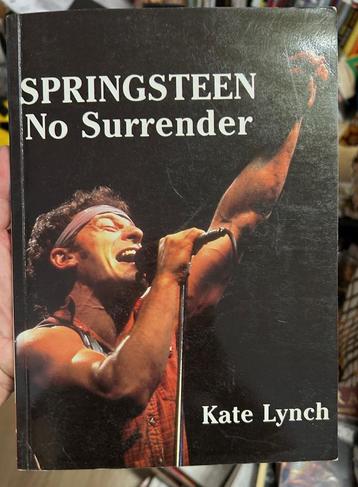 SPRINGSTEEN
No Surrender
Kate Lynch